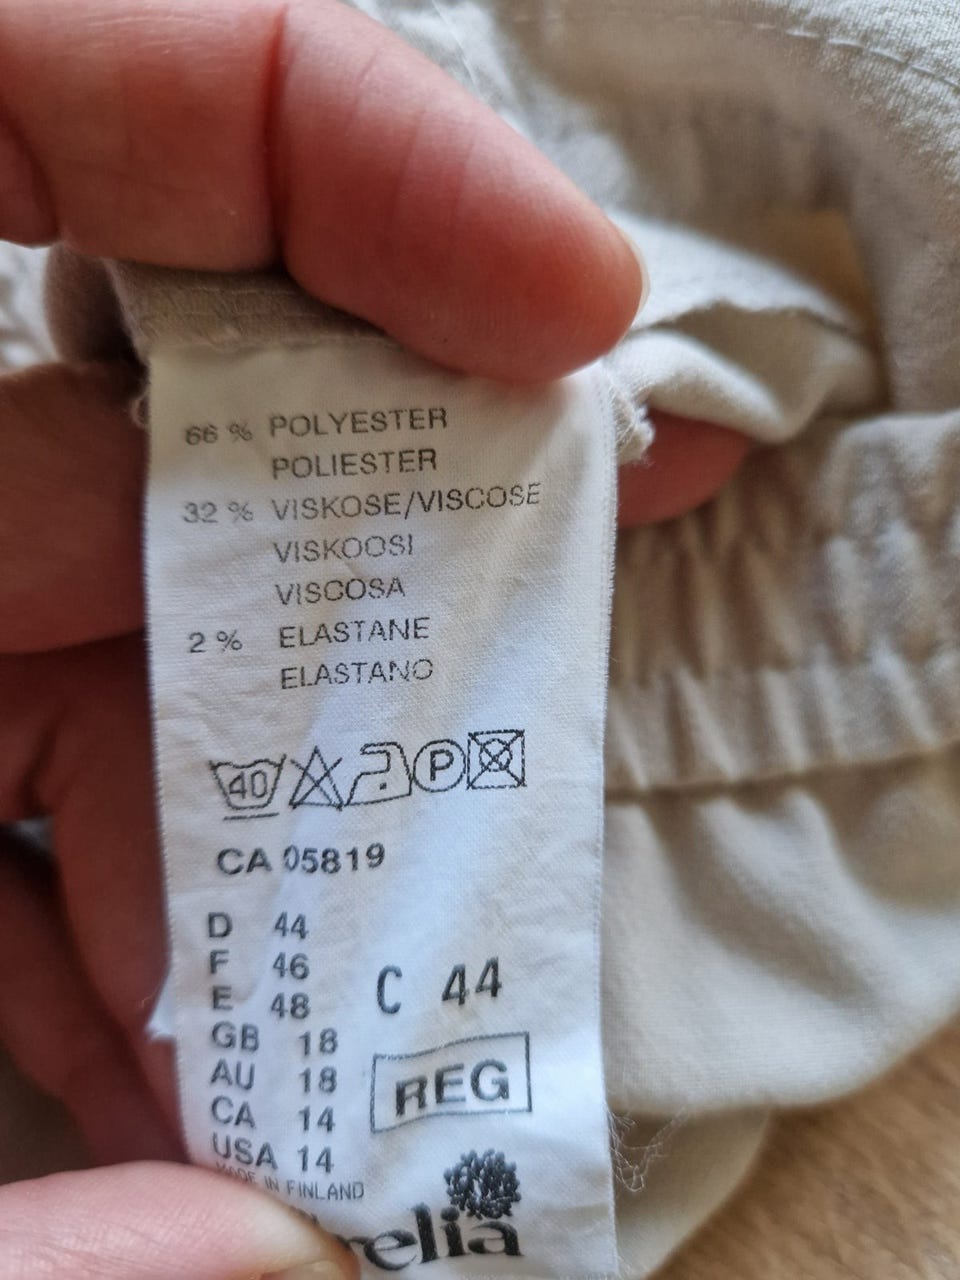 66 % POLYESTER
POLIESTER
32 % VISKOSE/VISCOSE
VISKOOSI
VISCOSA
2 % ELASTANE
ELASTANO
40 P
CA 05819
D 44
F 46
E 48
C 44
GB 18
AU 18
CA 14
REG
USA 14
MADE IN FINLAND
relia